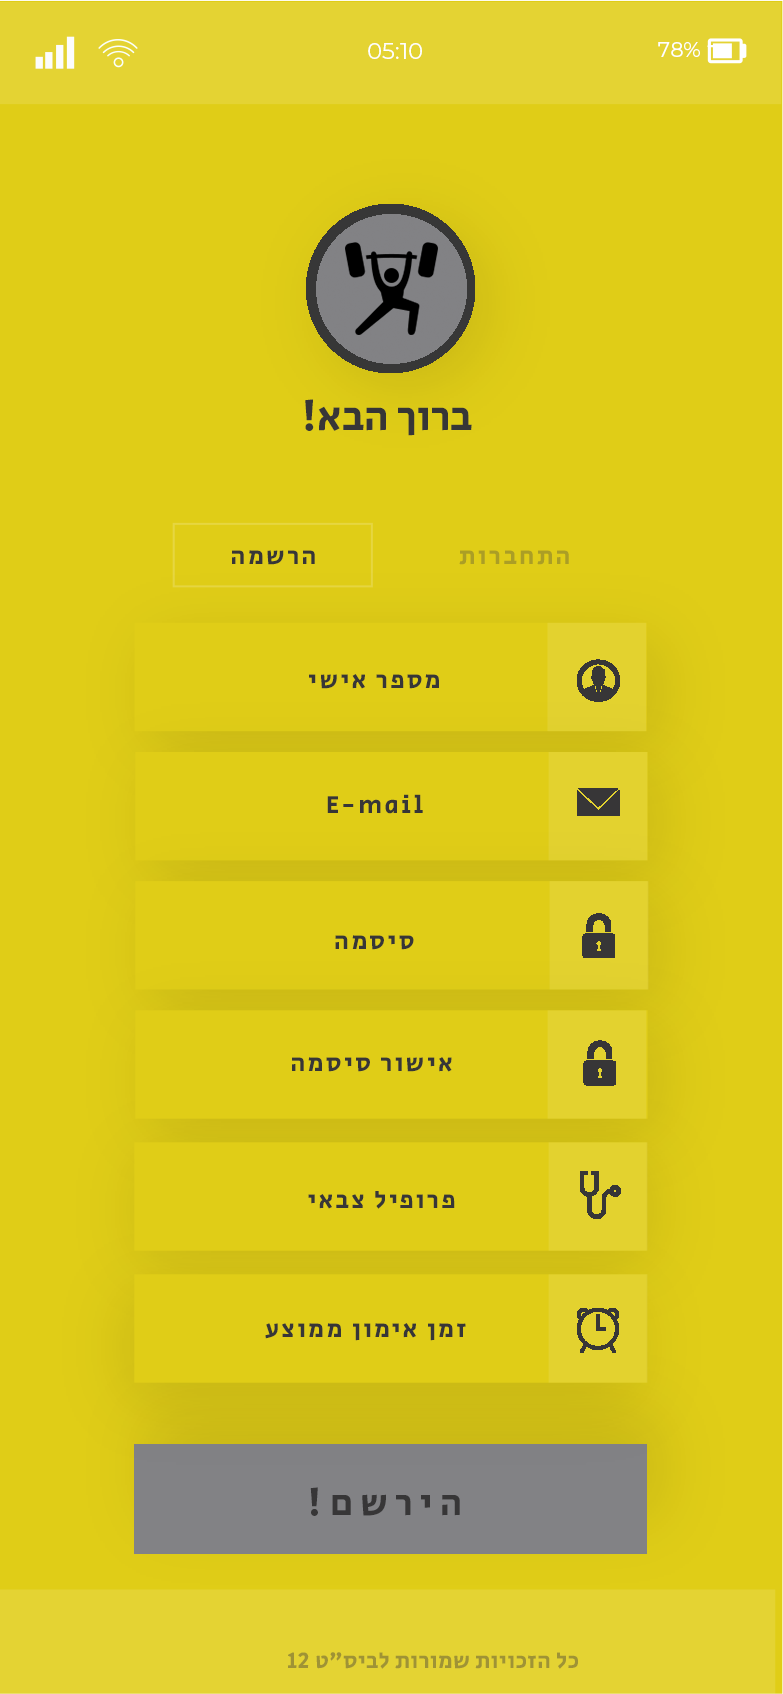 05:10
78%
ברוך הבא!
התחברות
הרשמה
מספר אישי
E-mail
סיסמה
אישור סיסמה
פרופיל צבאי
זמן אימון ממוצע
הירשם!
כל הזכויות שמורות לביס״ט 12